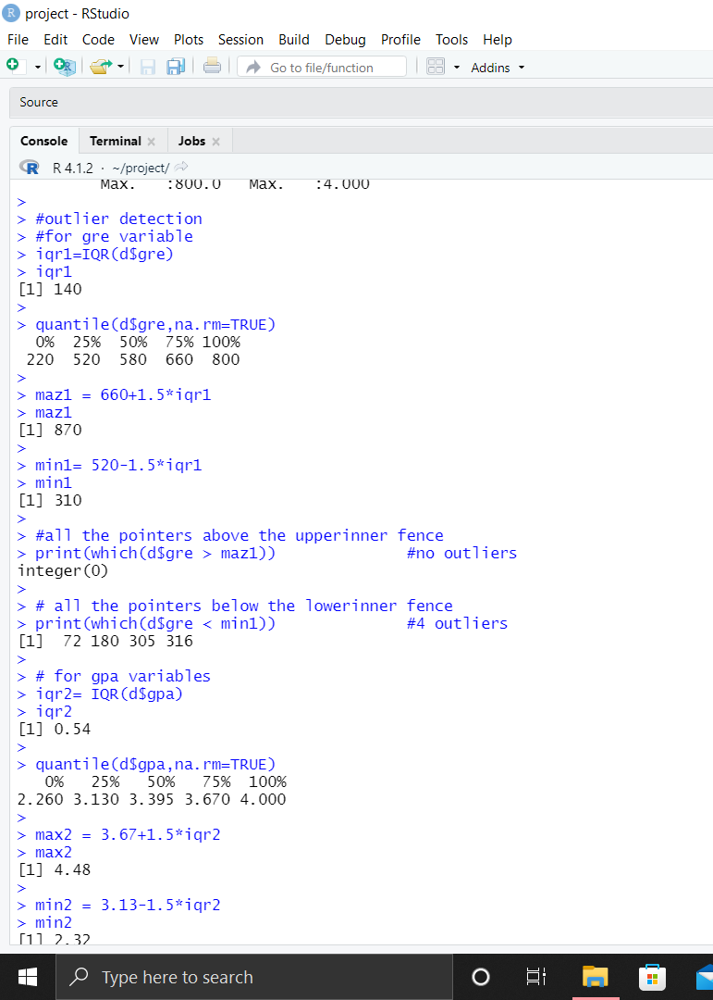 project - RStudio
File Edit Code View Plots Session Build Debug Profile Tools Help
Go to file/function Addins
Source
Console Terminal Jobs
R 4.1.2 · ~/project/
Max. :800.0 Max. :4.000
>
> #outlier detection
> #for gre variable
> iqr1=IQR(d$gre)
> iqr1
[1] 140
>
> quantile(d$gre,na.rm=TRUE)
0% 25% 50% 75% 100%
220 520 580 660 800
>
> maz1 = 660+1.5*iqr1
> maz1
[1] 870
>
> min1= 520-1.5*iqr1
> min1
[1] 310
>
> #all the pointers above the upperinner fence
> print(which(d$gre > maz1)) #no outliers
integer(0)
>
> # all the pointers below the lowerinner fence
> print(which(d$gre < min1)) #4 outliers
[1] 72 180 305 316
>
> # for gpa variables
> iqr2= IQR(d$gpa)
> iqr2
[1] 0.54
>
> quantile(d$gpa,na.rm=TRUE)
0% 25% 50% 75% 100%
2.260 3.130 3.395 3.670 4.000
>
> max2 = 3.67+1.5*iqr2
> max2
[1] 4.48
>
> min2 = 3.13-1.5*iqr2
> min2
[1] 2.32
Type here to search